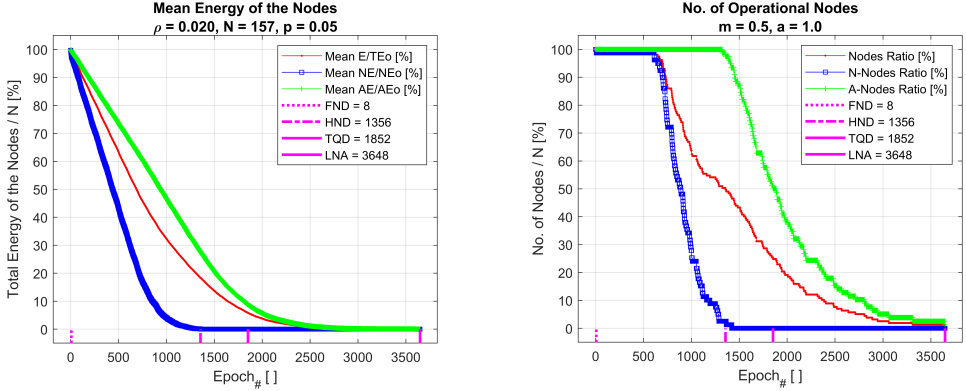 Mean Energy of the Nodes
ρ = 0.020, N = 157, p = 0.05
Total Energy of the Nodes / N [%]
100
90
80
70
60
50
40
30
20
10
0
0 500 1000 1500 2000 2500 3000 3500
Epoch# [ ]
Mean E/TEo [%]
Mean NE/NEo [%]
Mean AE/AEo [%]
FND = 8
HND = 1356
TQD = 1852
LNA = 3648
No. of Operational Nodes
m = 0.5, a = 1.0
No. of Nodes / N [%]
100
90
80
70
60
50
40
30
20
10
0
0 500 1000 1500 2000 2500 3000 3500
Epoch# [ ]
Nodes Ratio [%]
N-Nodes Ratio [%]
A-Nodes Ratio [%]
FND = 8
HND = 1356
TQD = 1852
LNA = 3648